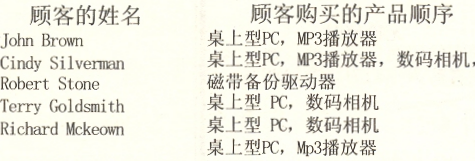 顾客的姓名 顾客购买的产品顺序
John Brown 桌上型PC，MP3播放器
Cindy Silverman 桌上型PC，MP3播放器，数码相机，
Robert Stone 磁带备份驱动器
Terry Goldsmith 桌上型 PC，数码相机
Richard Mckeown 桌上型 PC，数码相机
桌上型PC，Mp3播放器